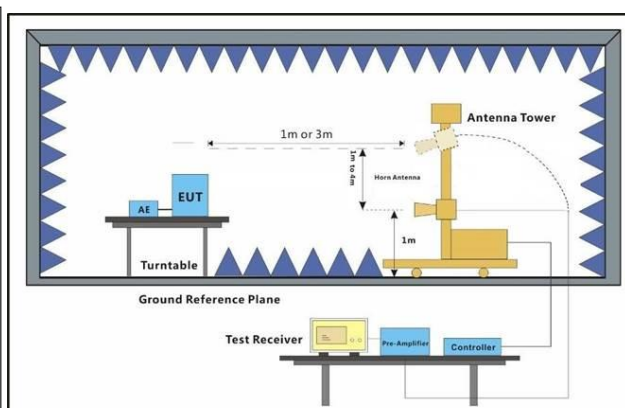 1m or 3m
Antenna Tower
1m to 4m
Horn Antenna
EUT
AE
1m
Turntable
Ground Reference Plane
Test Receiver
Pre-Amplifier
Controller